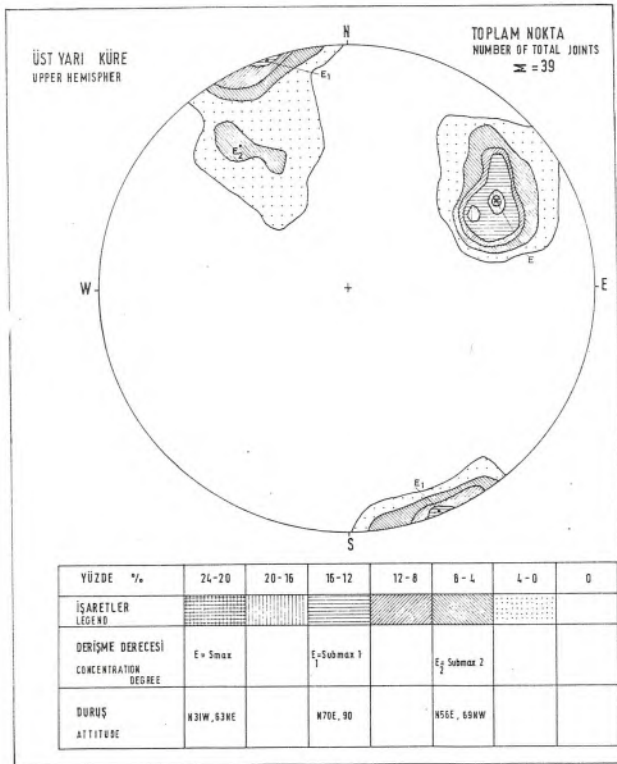 ÜST YARI KÜRE
UPPER HEMISPHER
TOPLAM NOKTA
NUMBER OF TOTAL JOINTS
Σ = 39
N
E1
E2
E
W
E
E1
S
YÜZDE % 24-20 20-16 16-12 12-8 8-4 4-0 0
İŞARETLER
LEGEND
DERİŞME DERECESİ
CONCENTRATION
DEGREE
E = Smax
E1=Submax 1
E2= Submax 2
DURUŞ
ATTITUDE
N31W, 63NE N70E, 90 N56E, 69NW